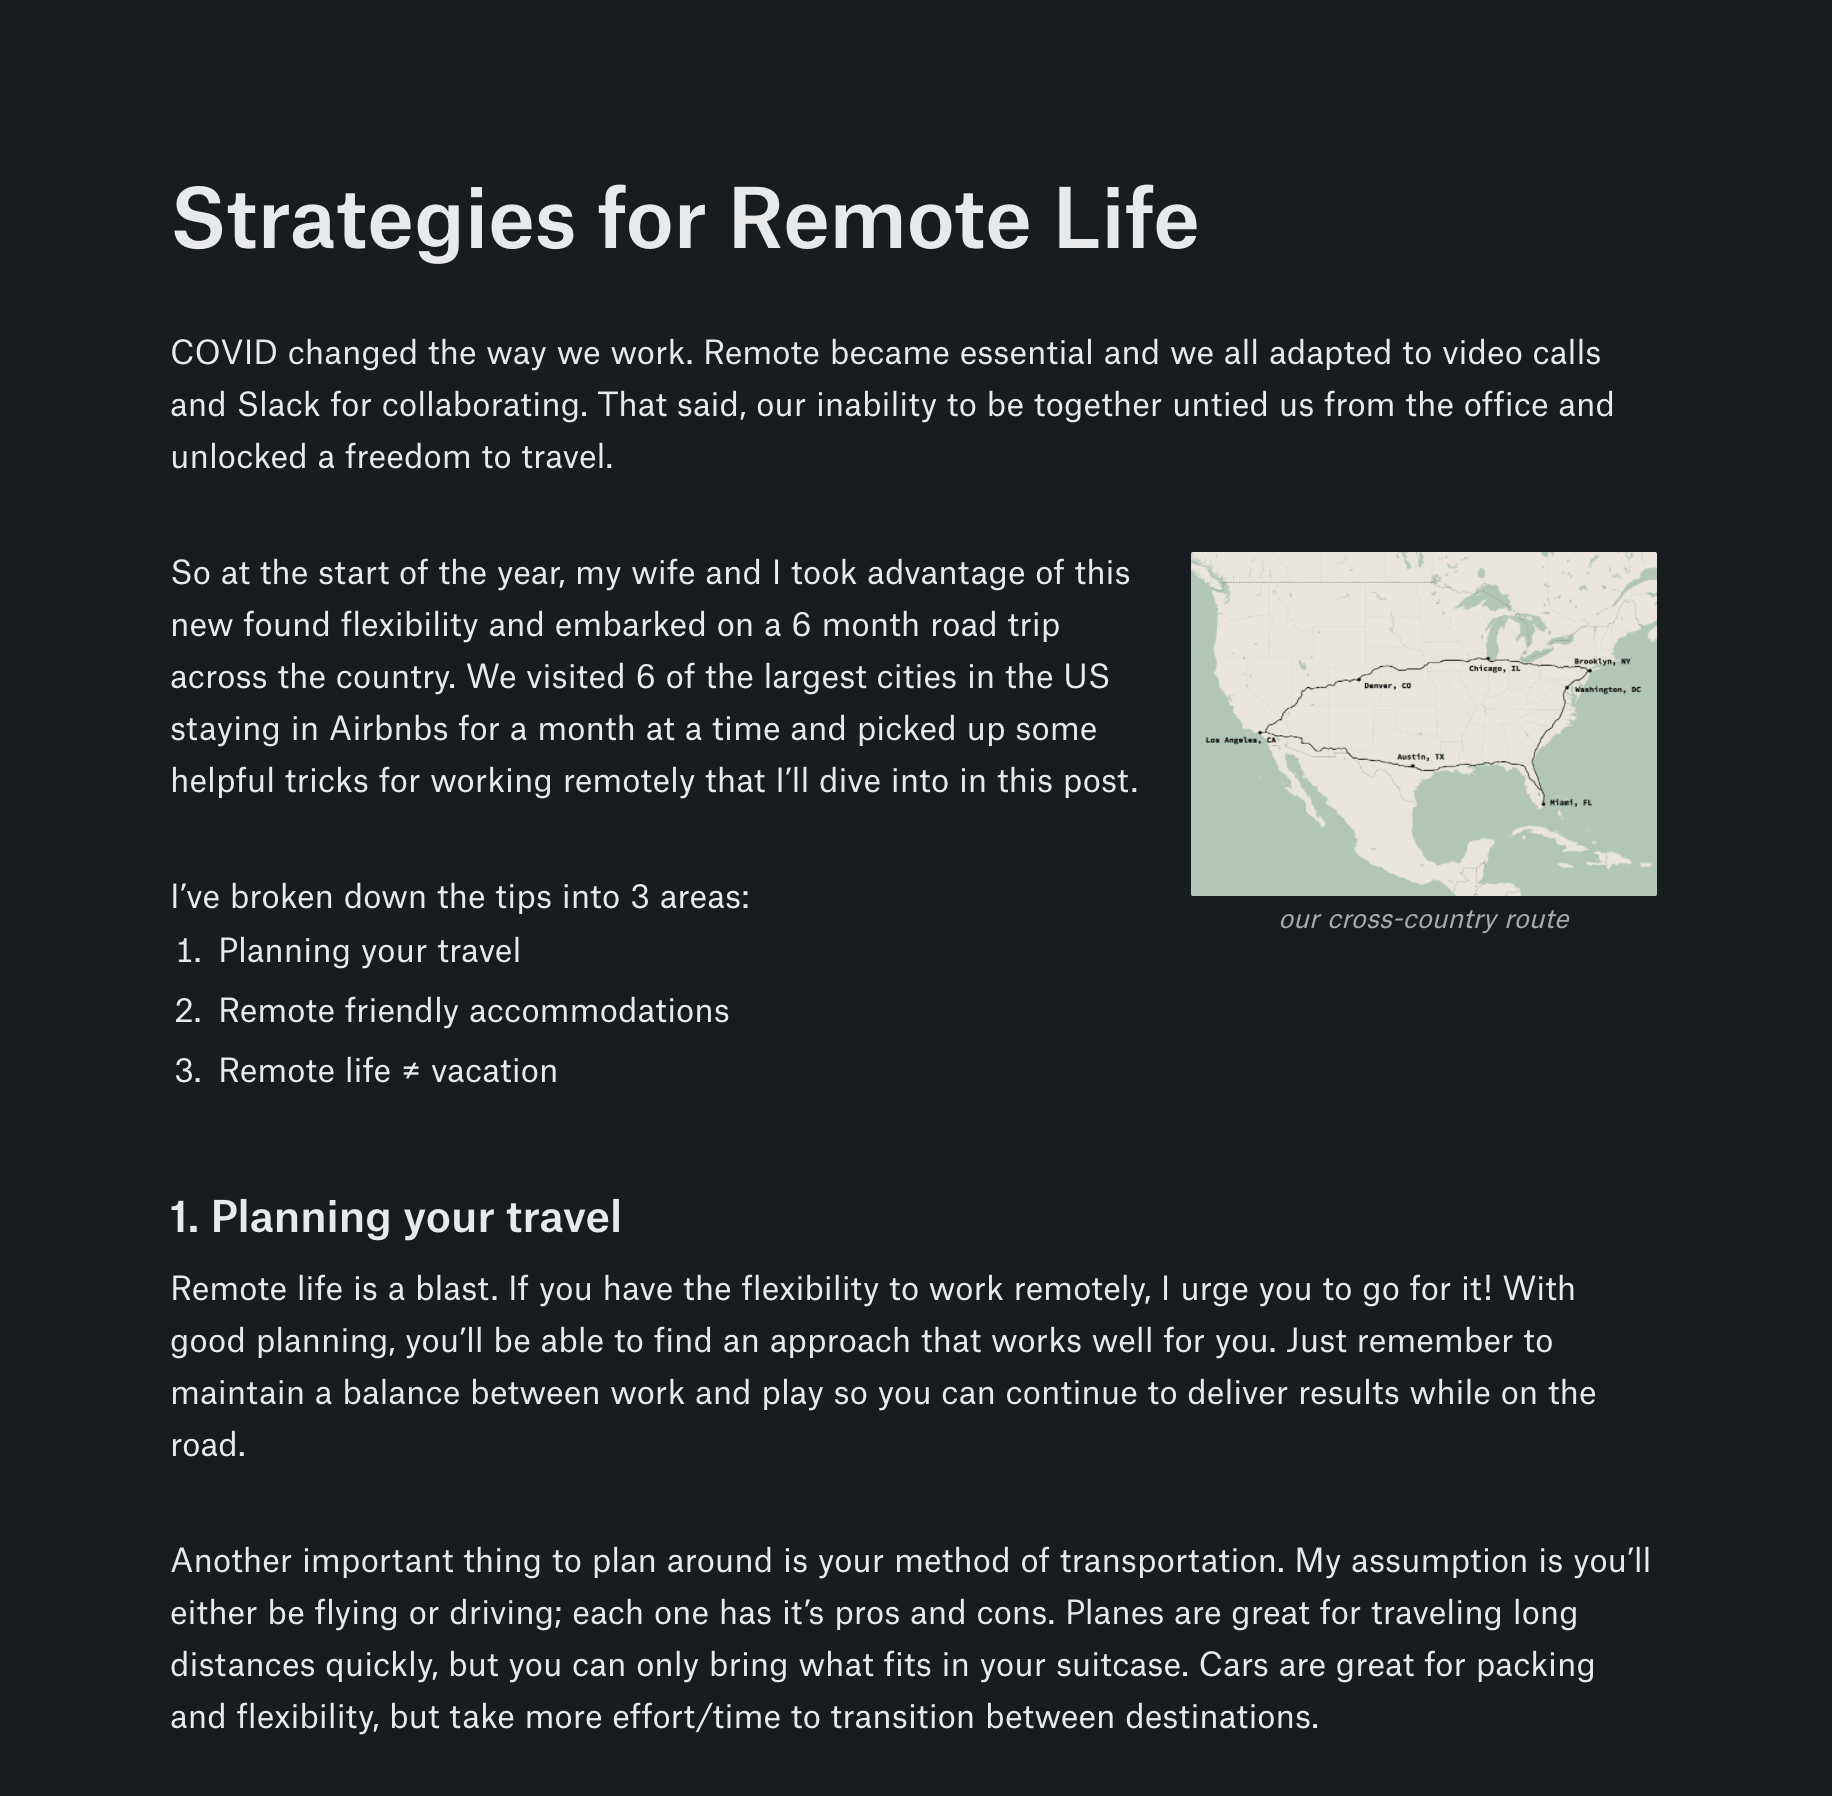 Strategies for Remote Life
COVID changed the way we work. Remote became essential and we all adapted to video calls
and Slack for collaborating. That said, our inability to be together untied us from the office and
unlocked a freedom to travel.
So at the start of the year, my wife and I took advantage of this
new found flexibility and embarked on a 6 month road trip
across the country. We visited 6 of the largest cities in the US
staying in Airbnbs for a month at a time and picked up some
helpful tricks for working remotely that I’ll dive into in this post.
Brooklyn, NY
Chicago, IL
Denver, CO
Washington, DC
Los Angeles, CA
Austin, TX
Miami, FL
our cross-country route
I’ve broken down the tips into 3 areas:
1. Planning your travel
2. Remote friendly accommodations
3. Remote life ≠ vacation
1. Planning your travel
Remote life is a blast. If you have the flexibility to work remotely, I urge you to go for it! With
good planning, you’ll be able to find an approach that works well for you. Just remember to
maintain a balance between work and play so you can continue to deliver results while on the
road.
Another important thing to plan around is your method of transportation. My assumption is you’ll
either be flying or driving; each one has it’s pros and cons. Planes are great for traveling long
distances quickly, but you can only bring what fits in your suitcase. Cars are great for packing
and flexibility, but take more effort/time to transition between destinations.